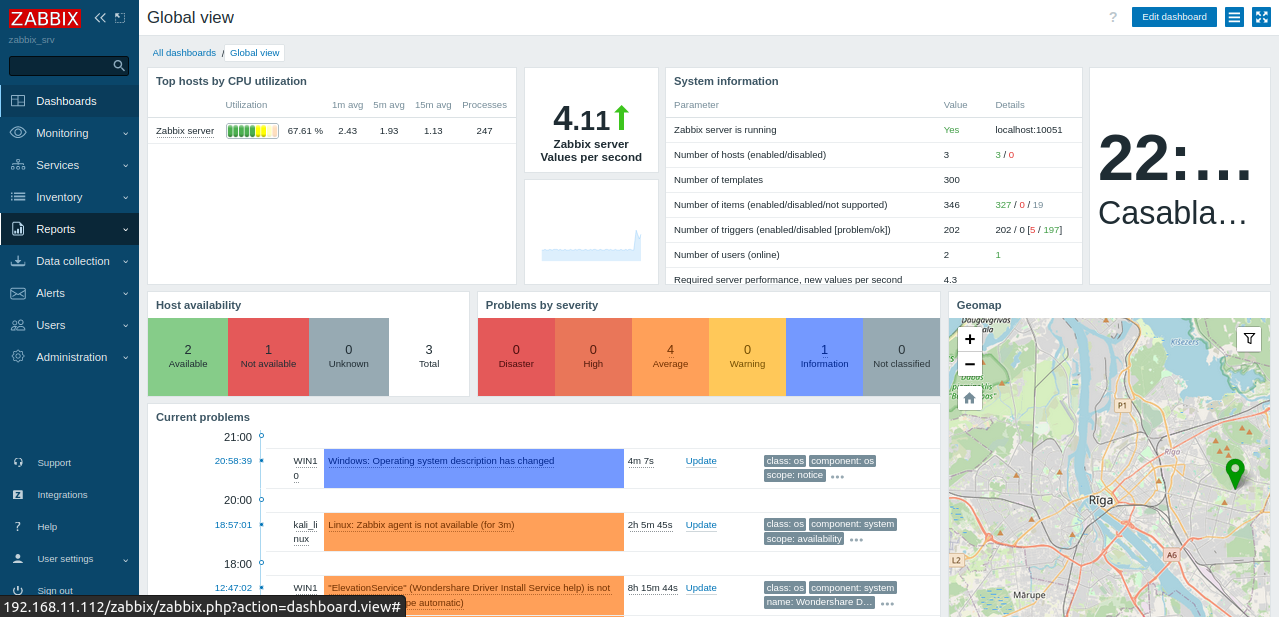 ZABBIX
zabbix_srv
Dashboards
Monitoring
Services
Inventory
Reports
Data collection
Alerts
Users
Administration
Support
Integrations
Help
User settings
Sign out
Global view
? Edit dashboard
All dashboards / Global view
Top hosts by CPU utilization
Utilization 1m avg 5m avg 15m avg Processes
Zabbix server 67.61 % 2.43 1.93 1.13 247
4.11
Zabbix server
Values per second
System information
Parameter Value Details
Zabbix server is running Yes localhost:10051
Number of hosts (enabled/disabled) 3 3 / 0
Number of templates 300
Number of items (enabled/disabled/not supported) 346 327 / 0 / 19
Number of triggers (enabled/disabled [problem/ok]) 202 202 / 0 [5 / 197]
Number of users (online) 2 1
Required server performance, new values per second 4.3
22:...
Casabla...
Host availability
2 Available
1 Not available
0 Unknown
3 Total
Problems by severity
0 Disaster
0 High
4 Average
0 Warning
1 Information
0 Not classified
Geomap
+
−
Ķīšezers
P1
Rīga
Rīga
A6
L2
Mārupe
Current problems
21:00
20:58:39 WIN10 Windows: Operating system description has changed 4m 7s Update class: os component: os
scope: notice •••
20:00
18:57:01 kali_linux Linux: Zabbix agent is not available (for 3m) 2h 5m 45s Update class: os component: system
scope: availability •••
18:00
12:47:02 WIN1 "ElevationService" (Wondershare Driver Install Service help) is not 8h 15m 44s Update class: os component: system
pe automatic) name: Wondershare D... •••
192.168.11.112/zabbix/zabbix.php?action=dashboard.view#